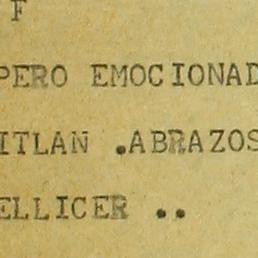 F
PERO EMOCIONAD
ITLAN .ABRAZOS
ELLICER ..